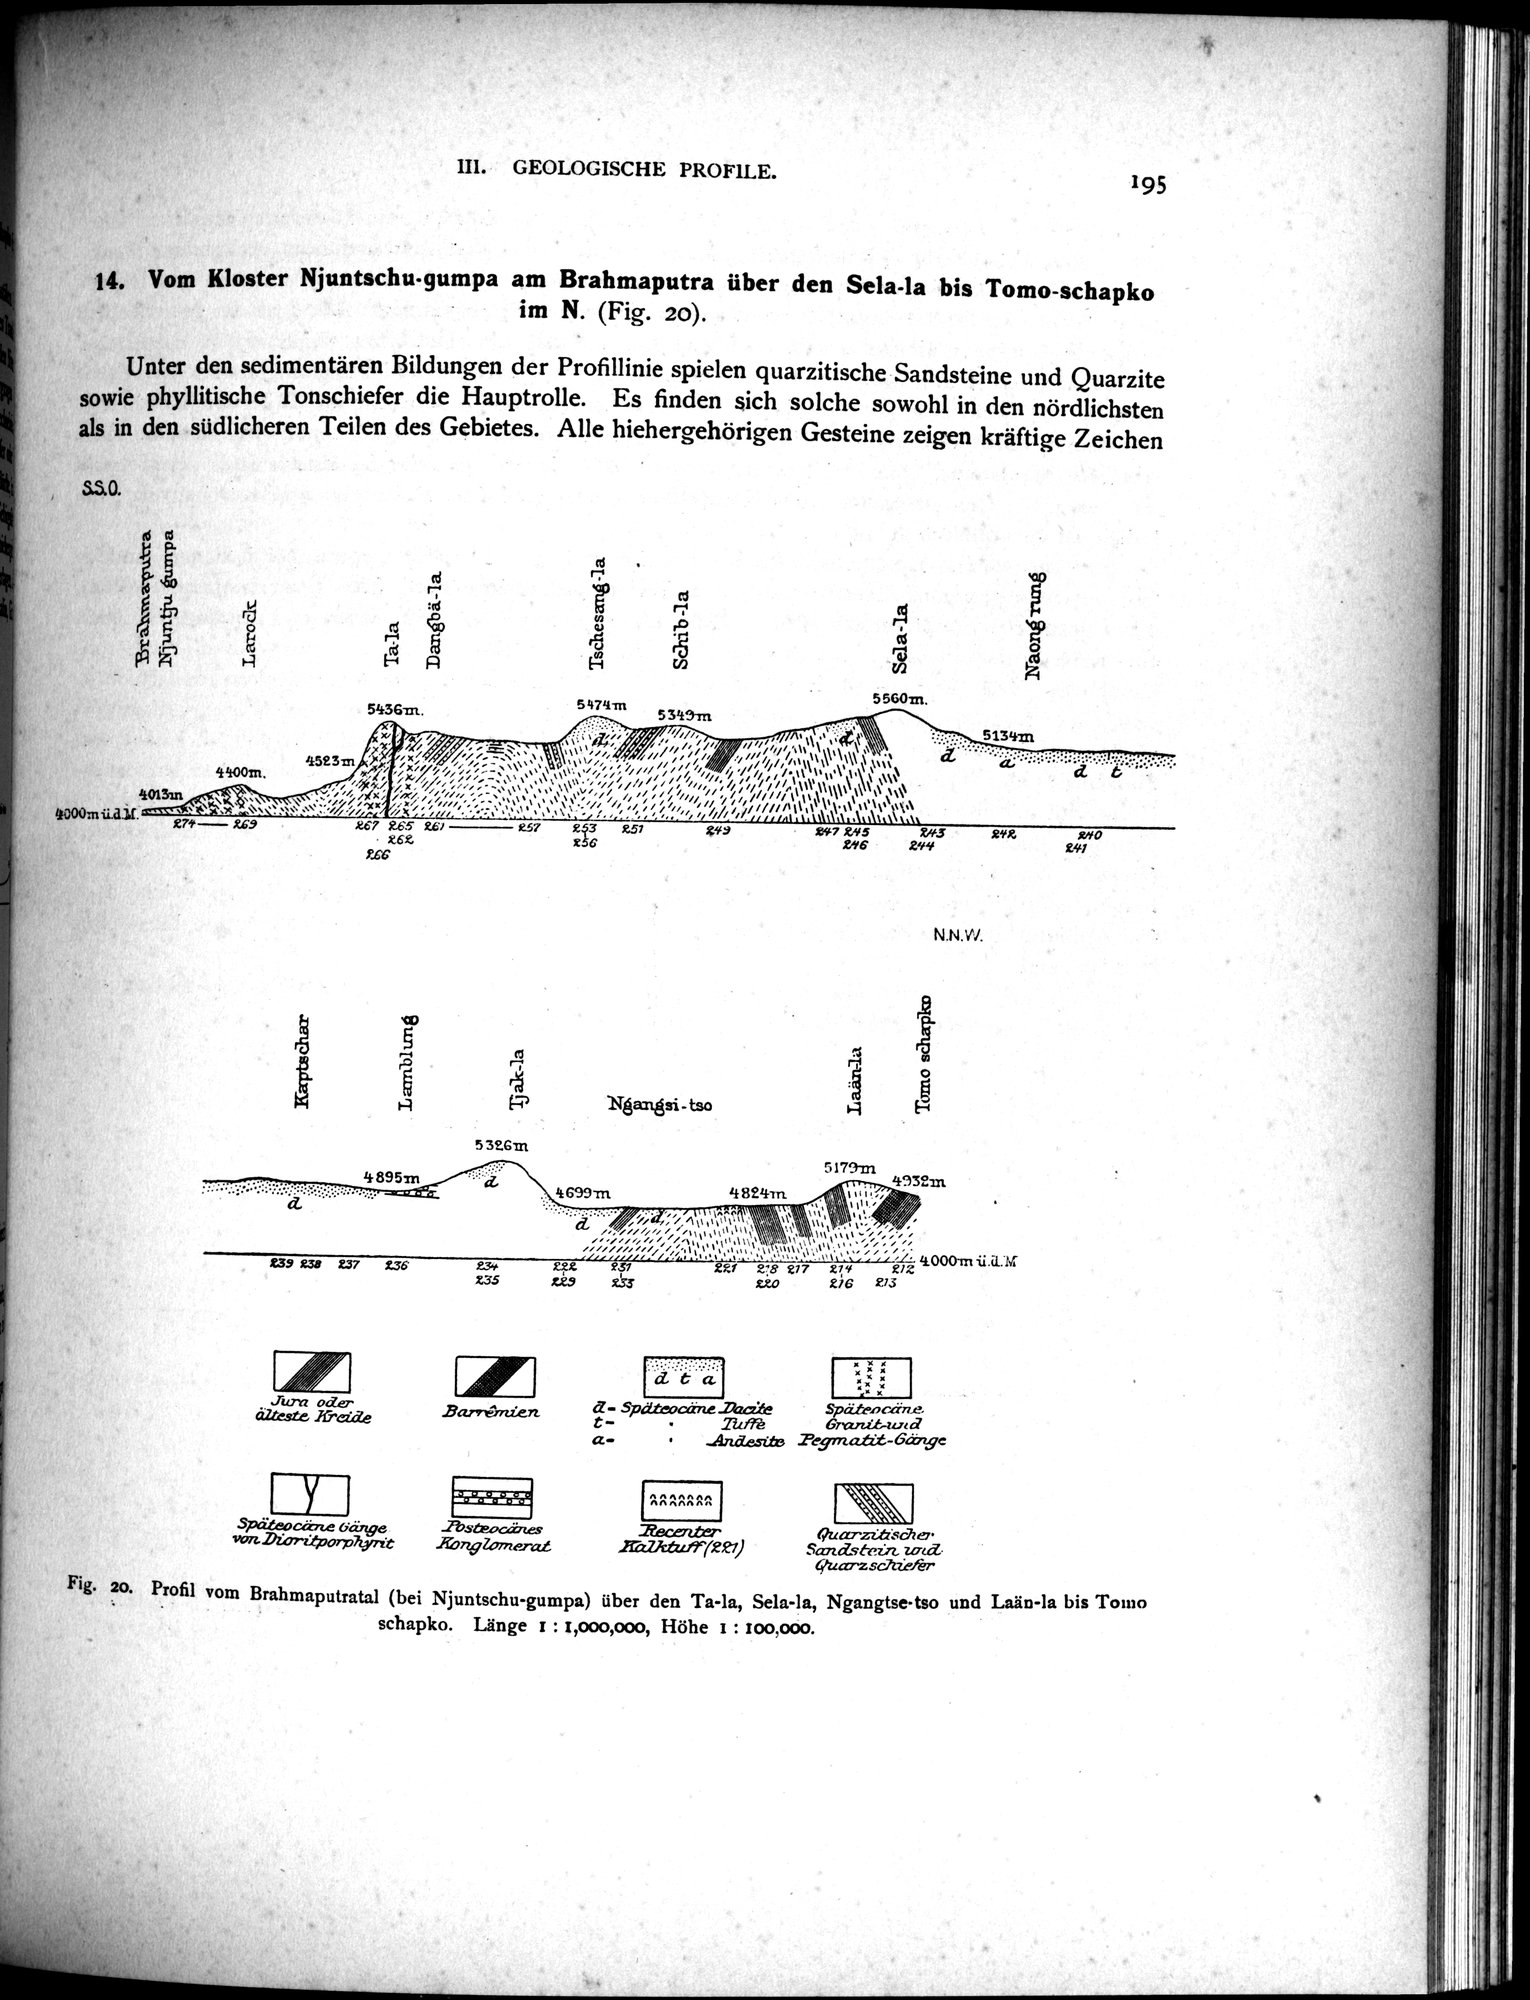 III. GEOLOGISCHE PROFILE.
195
14. Vom Kloster Njuntschu-gumpa am Brahmaputra über den Sela-la bis Tomo-schapko
im N. (Fig. 20).
Unter den sedimentären Bildungen der Profillinie spielen quarzitische Sandsteine und Quarzite
sowie phyllitische Tonschiefer die Hauptrolle. Es finden sich solche sowohl in den nördlichsten
als in den südlicheren Teilen des Gebietes. Alle hiehergehörigen Gesteine zeigen kräftige Zeichen
S.S.O.
Brahmaputra
Njuntju gumpa
Larock
Ta-la
Dangbä-la
Tschesang-la
Schib-la
Sela-la
Naong rung
5436m.
5474m
5349m
5560m.
5134m
4523m
4400m.
4013m
4000m ü.d.M.
d
d
d
a
d
t
274 — 269
267
265
261 — 257
253
251
249
247
245
243
242
240
262
256
246
244
241
266
N.N.W.
Kaptschar
Lamblung
Tjak-la
Ngangsi-tso
Laän-la
Tomo schapko
5326m
4895m
4699m
4824m
5179m
4932m
d
d
d
d
239 238 237 236
234
222
231
221
218
217
214
212
4000m ü.d.M
235
229
233
220
216
213
Jura oder
älteste Kreide
Barrêmien
d t a
d- Späteocäne Dacite
t- " Tuffe
a- " Andesite
Späteocäne
Granit-und
Pegmatit-Gänge
Späteocäne Gänge
von Dioritporphyrit
Posteocänes
Konglomerat
Recenter
Kalktuff (221)
Quarzitischer
Sandstein und
Quarzschiefer
Fig. 20. Profil vom Brahmaputratal (bei Njuntschu-gumpa) über den Ta-la, Sela-la, Ngangtse-tso und Laän-la bis Tomo
schapko. Länge 1 : 1,000,000, Höhe 1 : 100,000.